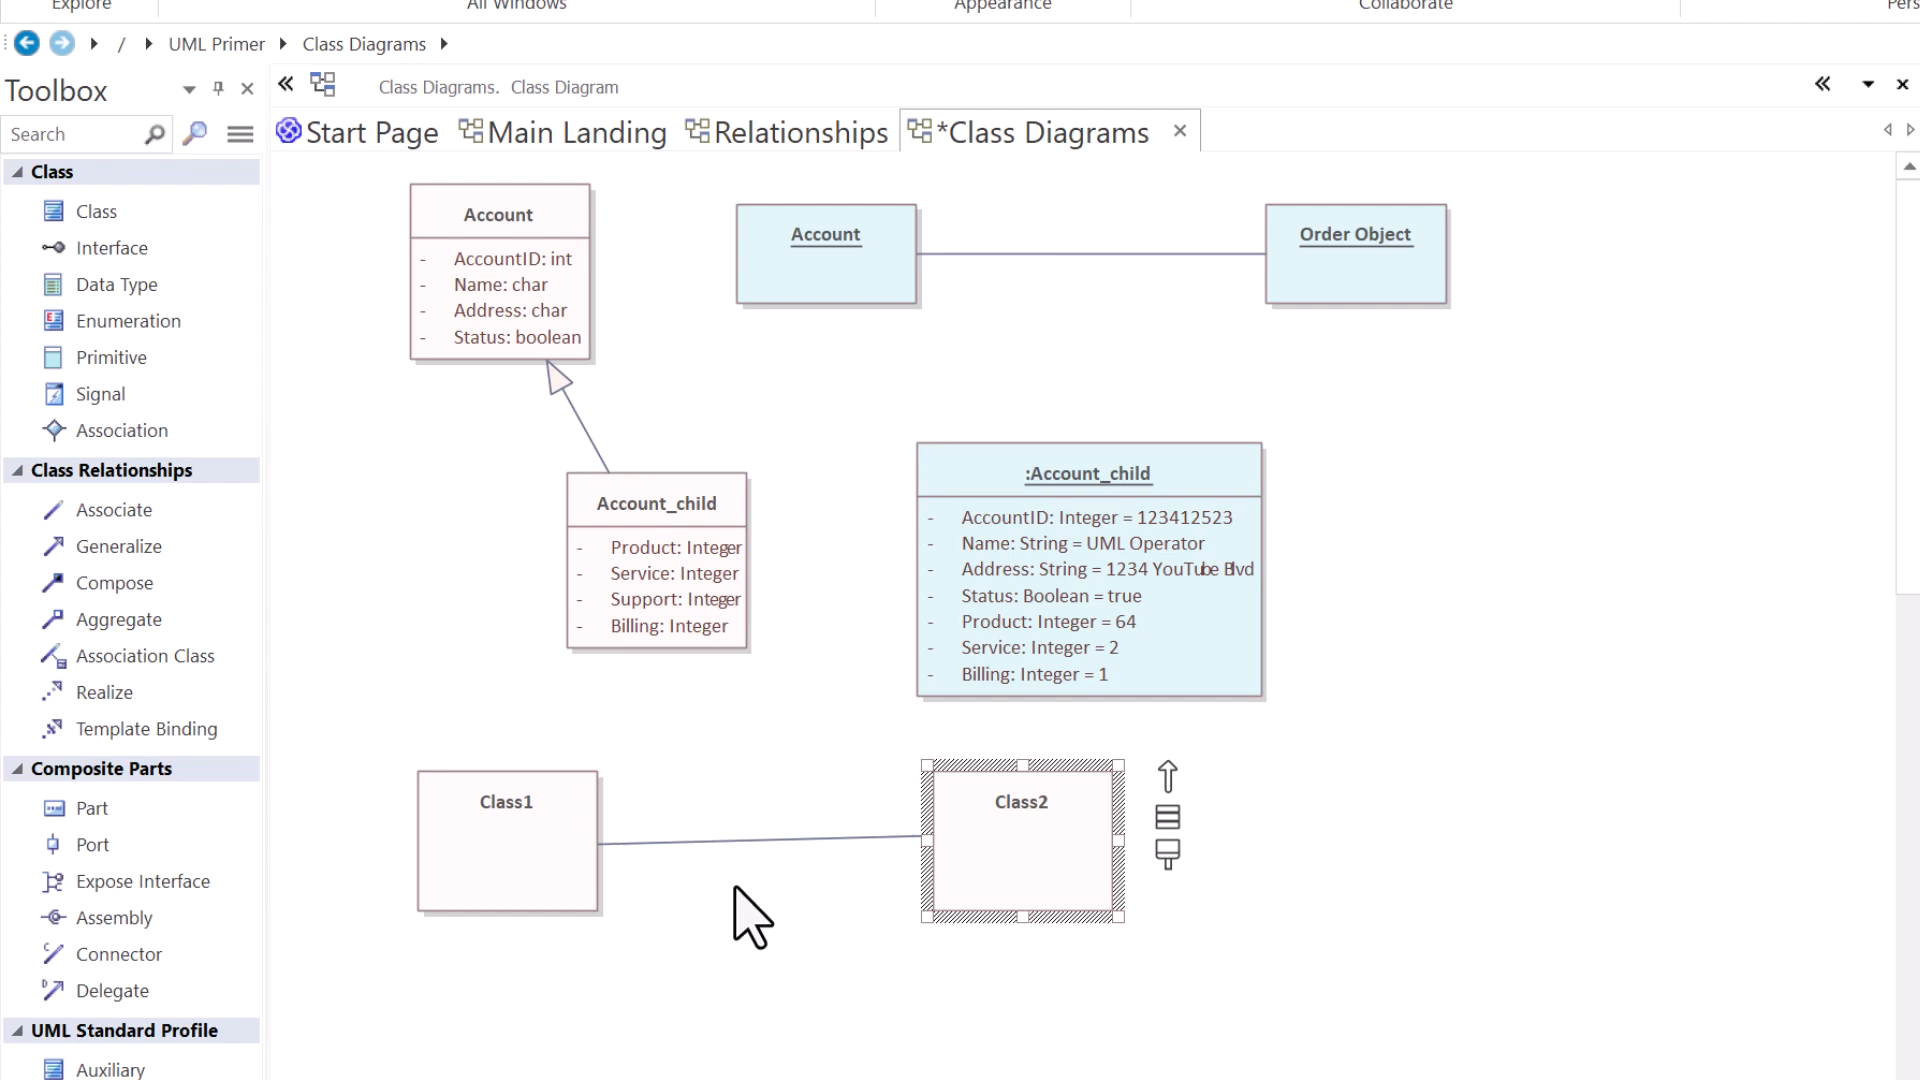 Explore
All Windows
Appearance
Collaborate
Pers
/
UML Primer
Class Diagrams
Toolbox
Class Diagrams. Class Diagram
Search
Start Page
Main Landing
Relationships
*Class Diagrams
Class
Class
Interface
Data Type
Enumeration
Primitive
Signal
Association
Class Relationships
Associate
Generalize
Compose
Aggregate
Association Class
Realize
Template Binding
Composite Parts
Part
Port
Expose Interface
Assembly
Connector
Delegate
UML Standard Profile
Auxiliary
Account
- AccountID: int
- Name: char
- Address: char
- Status: boolean
Account
Order Object
Account_child
- Product: Integer
- Service: Integer
- Support: Integer
- Billing: Integer
:Account_child
- AccountID: Integer = 123412523
- Name: String = UML Operator
- Address: String = 1234 YouTube Blvd
- Status: Boolean = true
- Product: Integer = 64
- Service: Integer = 2
- Billing: Integer = 1
Class1
Class2